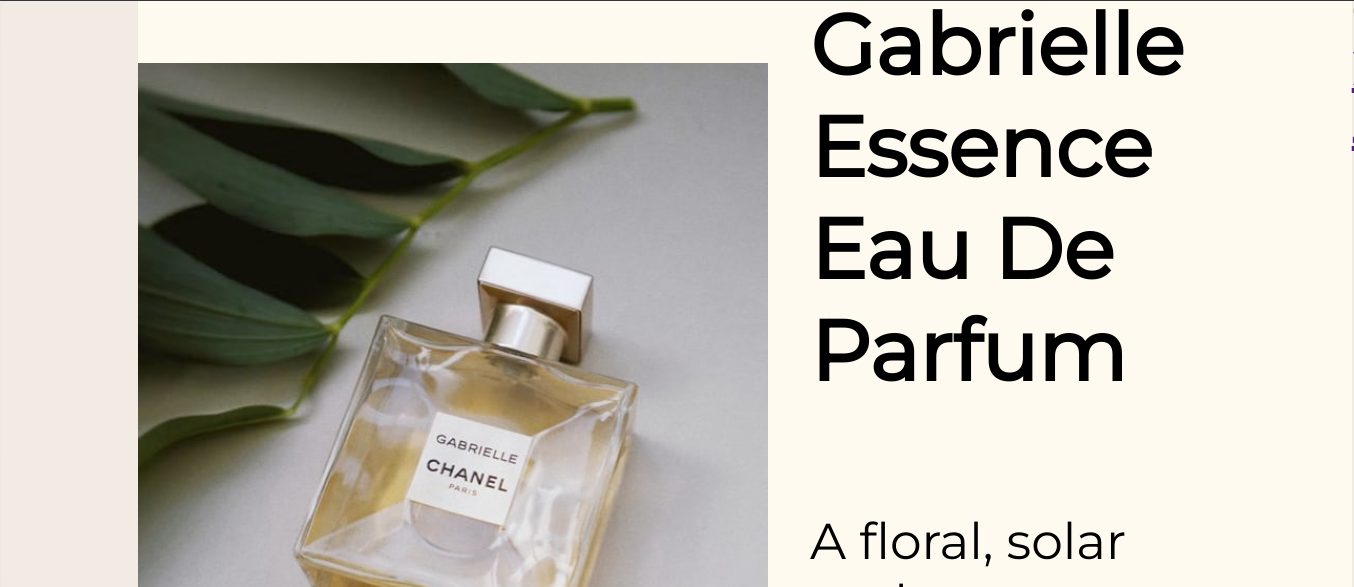 Gabrielle
Essence
Eau De
Parfum
A floral, solar
GABRIELLE
CHANEL
PARIS